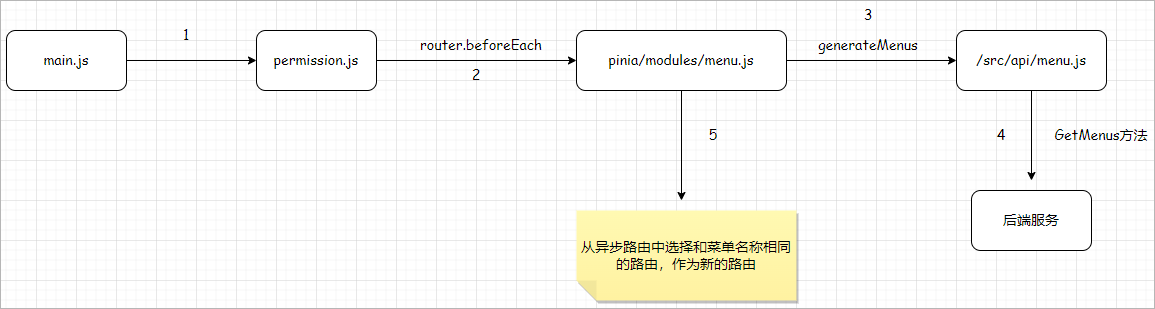 3
1
router.beforeEach
generateMenus
main.js
permission.js
pinia/modules/menu.js
/src/api/menu.js
2
5
4
GetMenus方法
后端服务
从异步路由中选择和菜单名称相同
的路由，作为新的路由